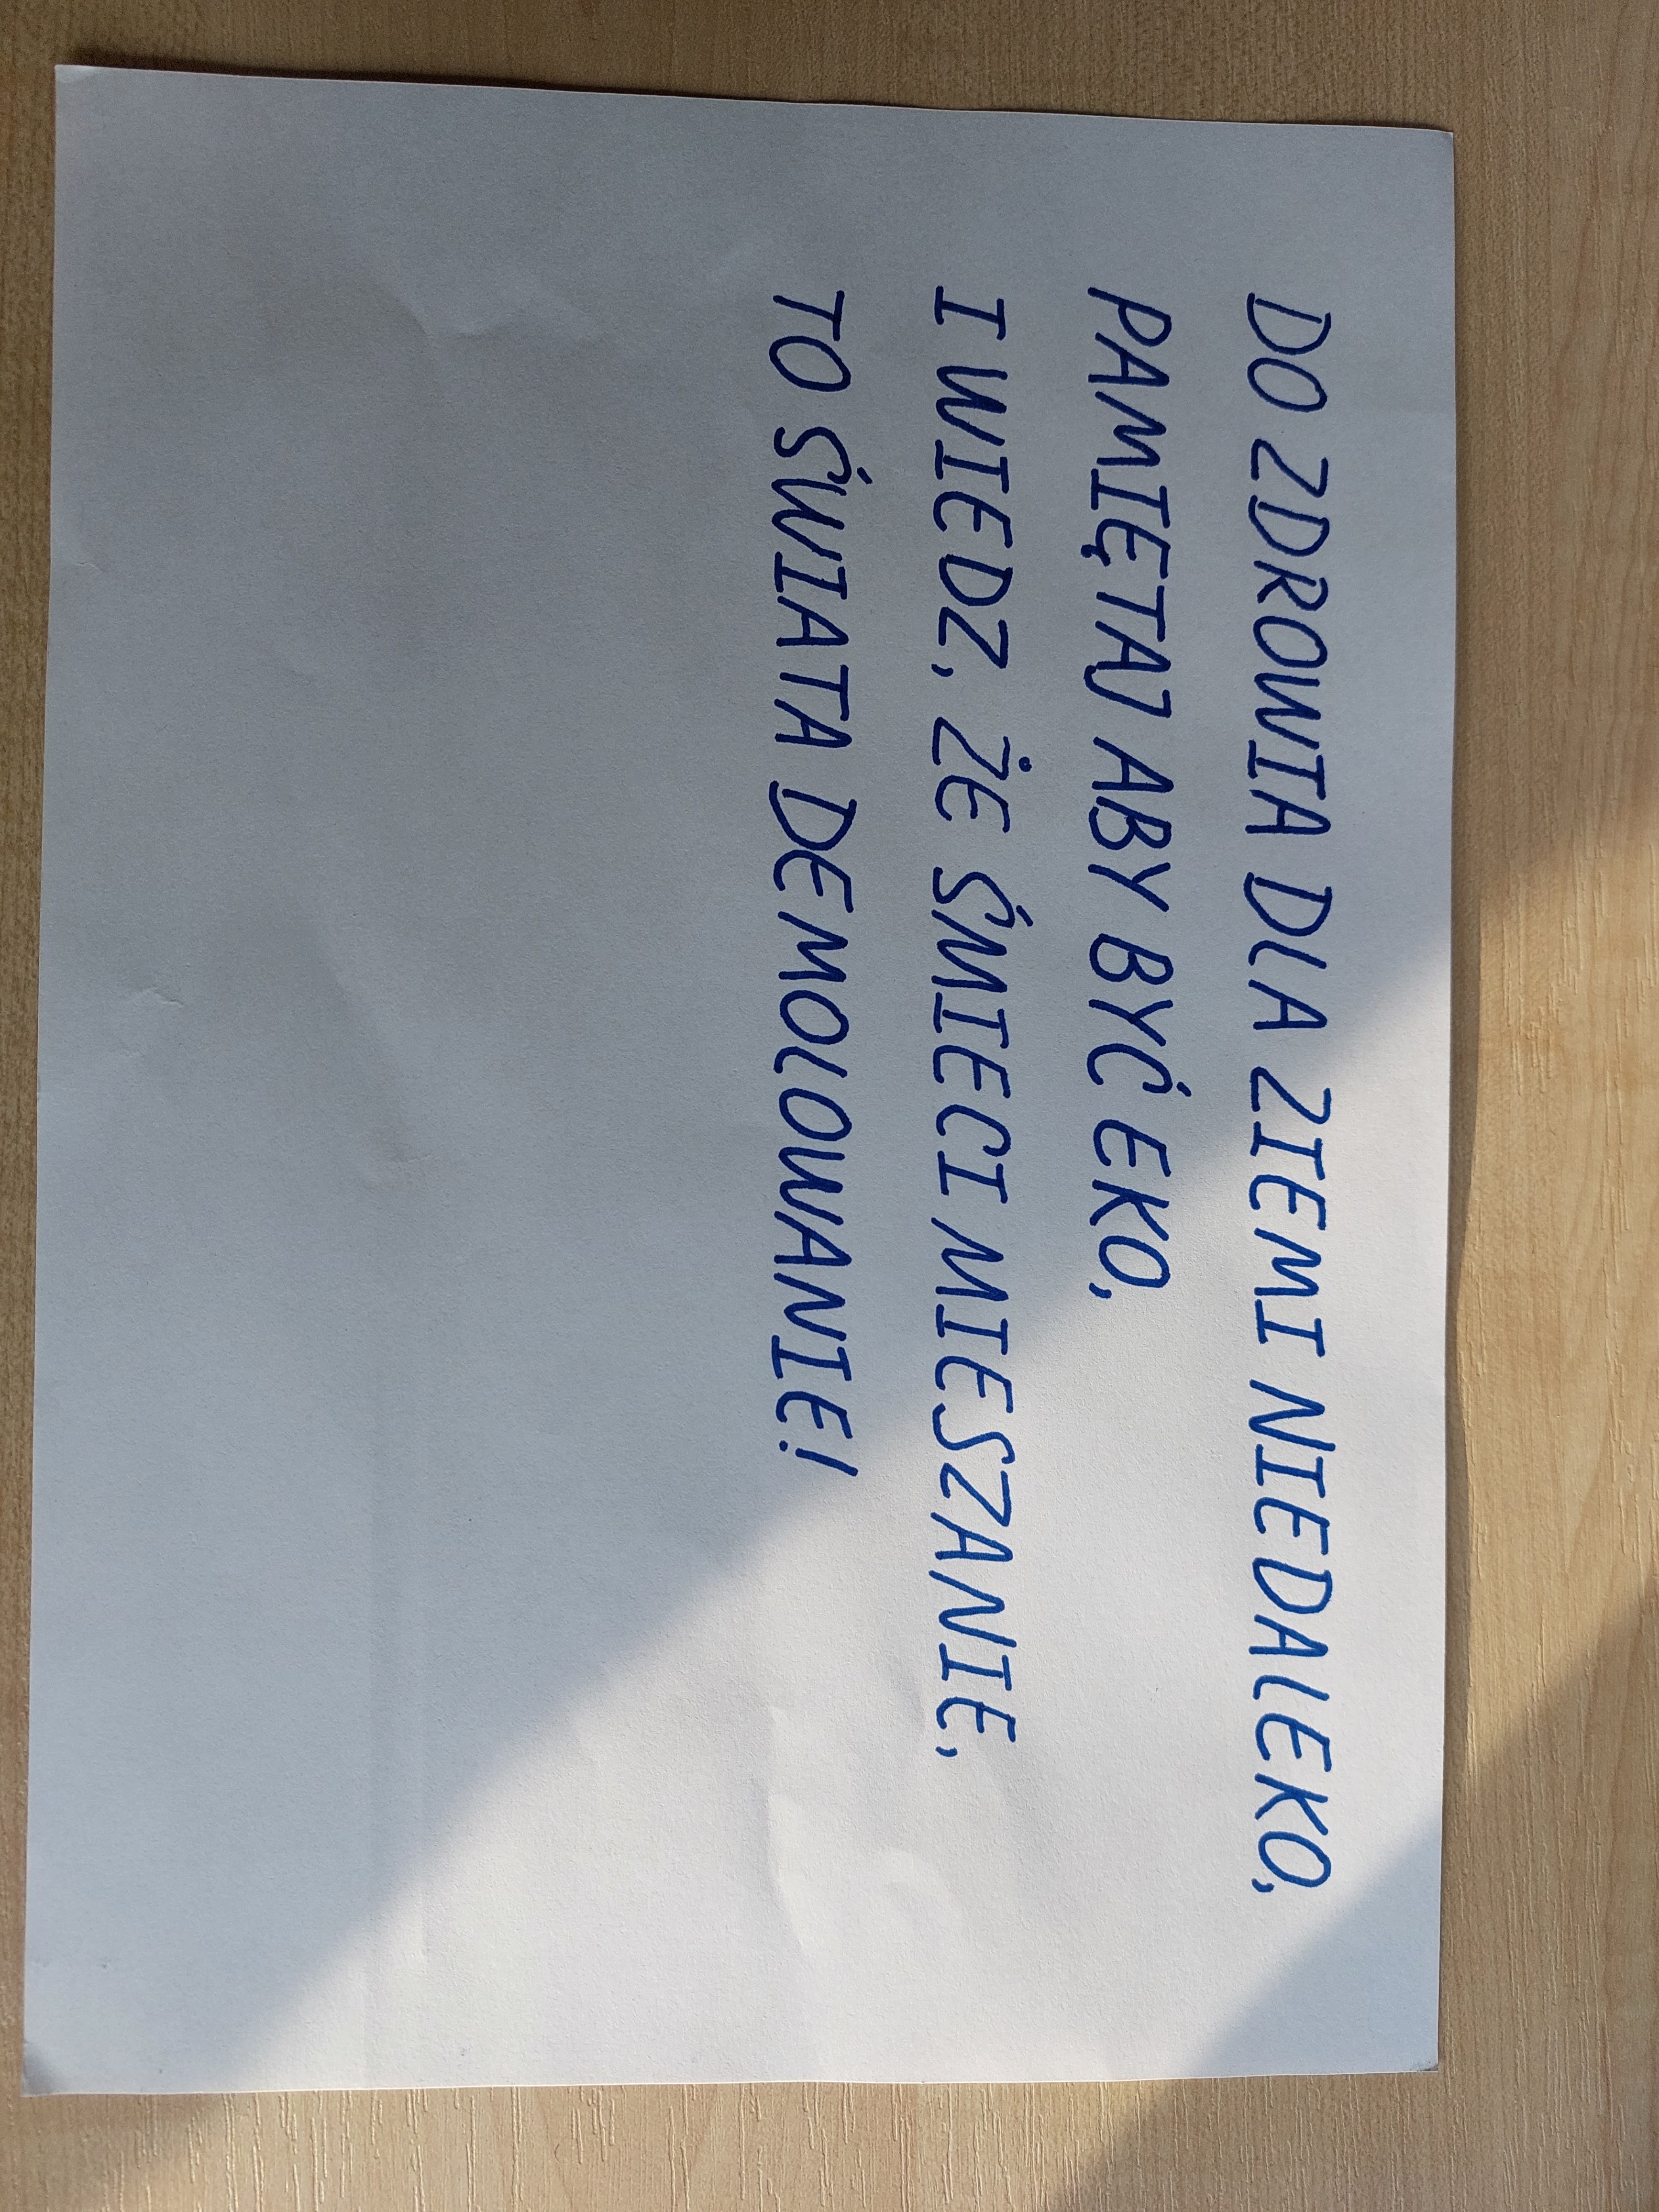 DO ZDROWIA DLA ZIEMI NIEDALEKO,
PAMIĘTAJ ABY BYĆ EKO,
I WIEDZ, ŻE ŚMIECI MIESZANIE,
TO ŚWIATA DEMOLOWANIE!